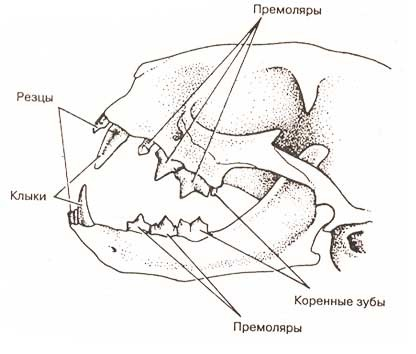 Премоляры
Резцы
Клыки
Коренные зубы
Премоляры